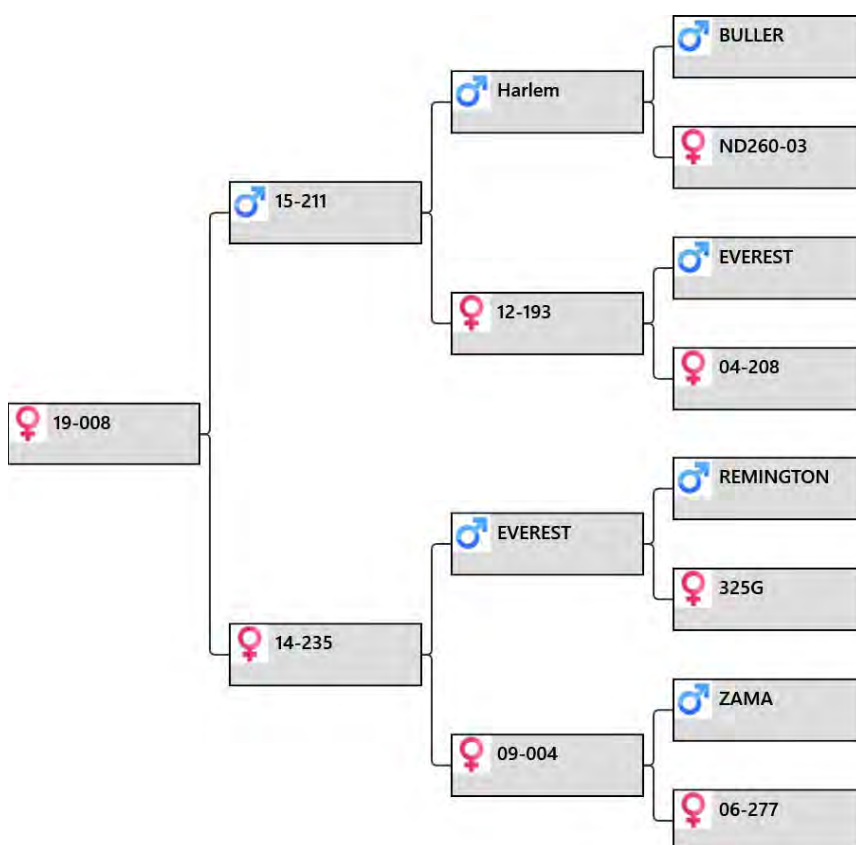 BULLER
Harlem
ND260-03
15-211
EVEREST
12-193
04-208
19-008
REMINGTON
EVEREST
325G
14-235
ZAMA
09-004
06-277